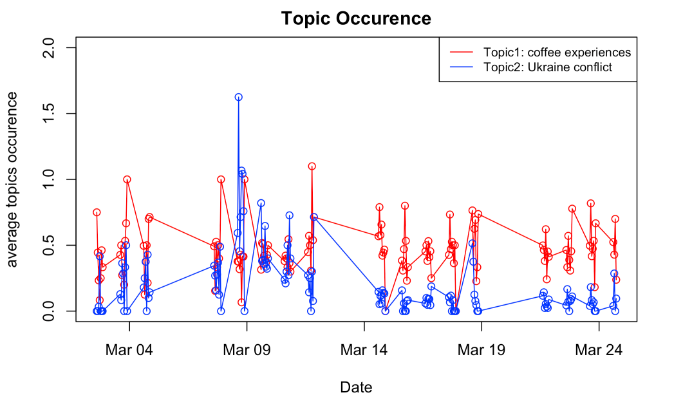 Topic Occurence
Topic1: coffee experiences
Topic2: Ukraine conflict
average topics occurence
2.0
1.5
1.0
0.5
0.0
Mar 04 Mar 09 Mar 14 Mar 19 Mar 24
Date